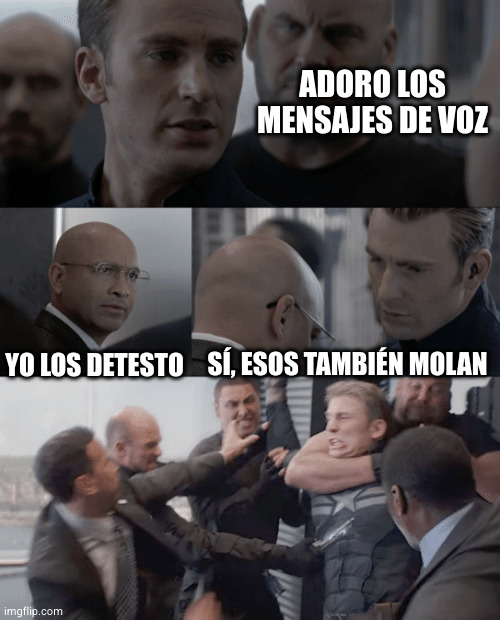 ADORO LOS
MENSAJES DE VOZ
YO LOS DETESTO
SÍ, ESOS TAMBIÉN MOLAN
imgflip.com